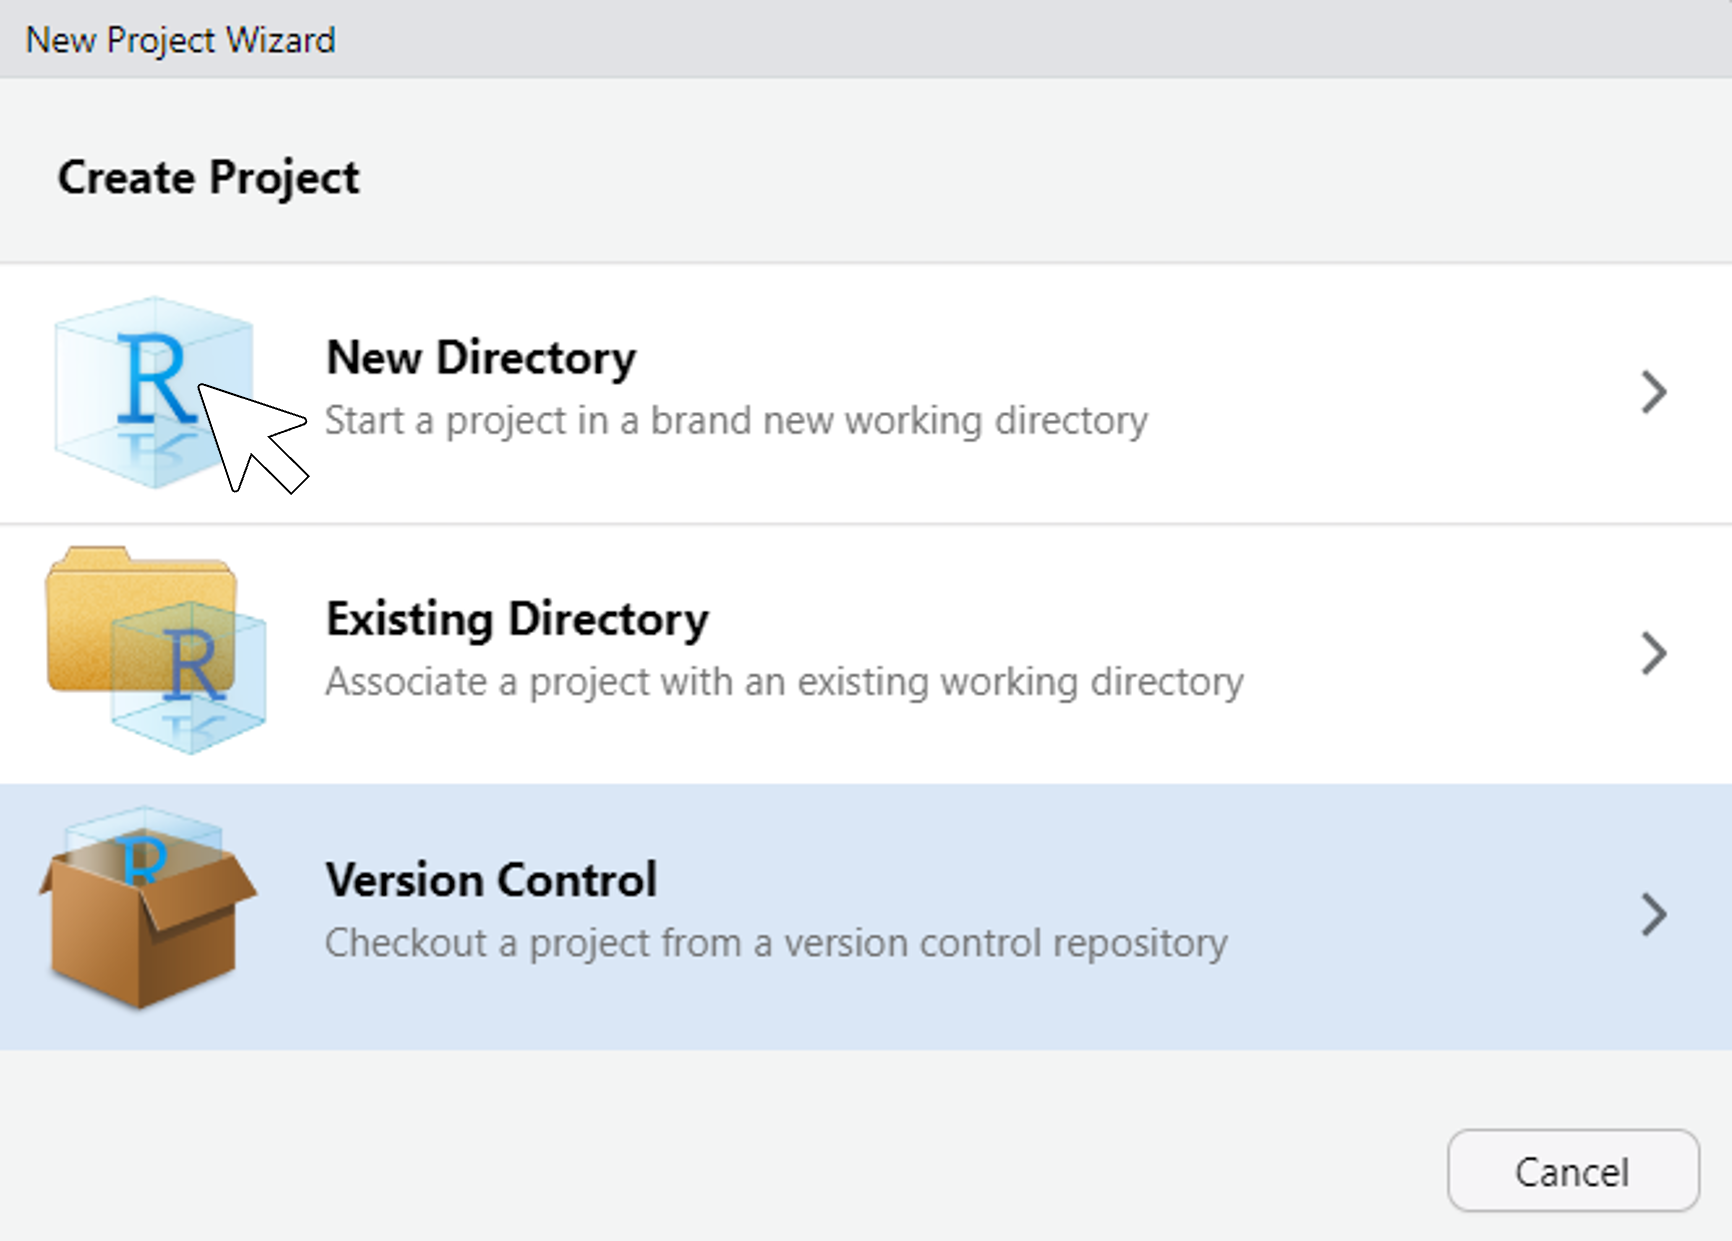 New Project Wizard
Create Project
R
New Directory
Start a project in a brand new working directory
R
Existing Directory
Associate a project with an existing working directory
R
Version Control
Checkout a project from a version control repository
Cancel